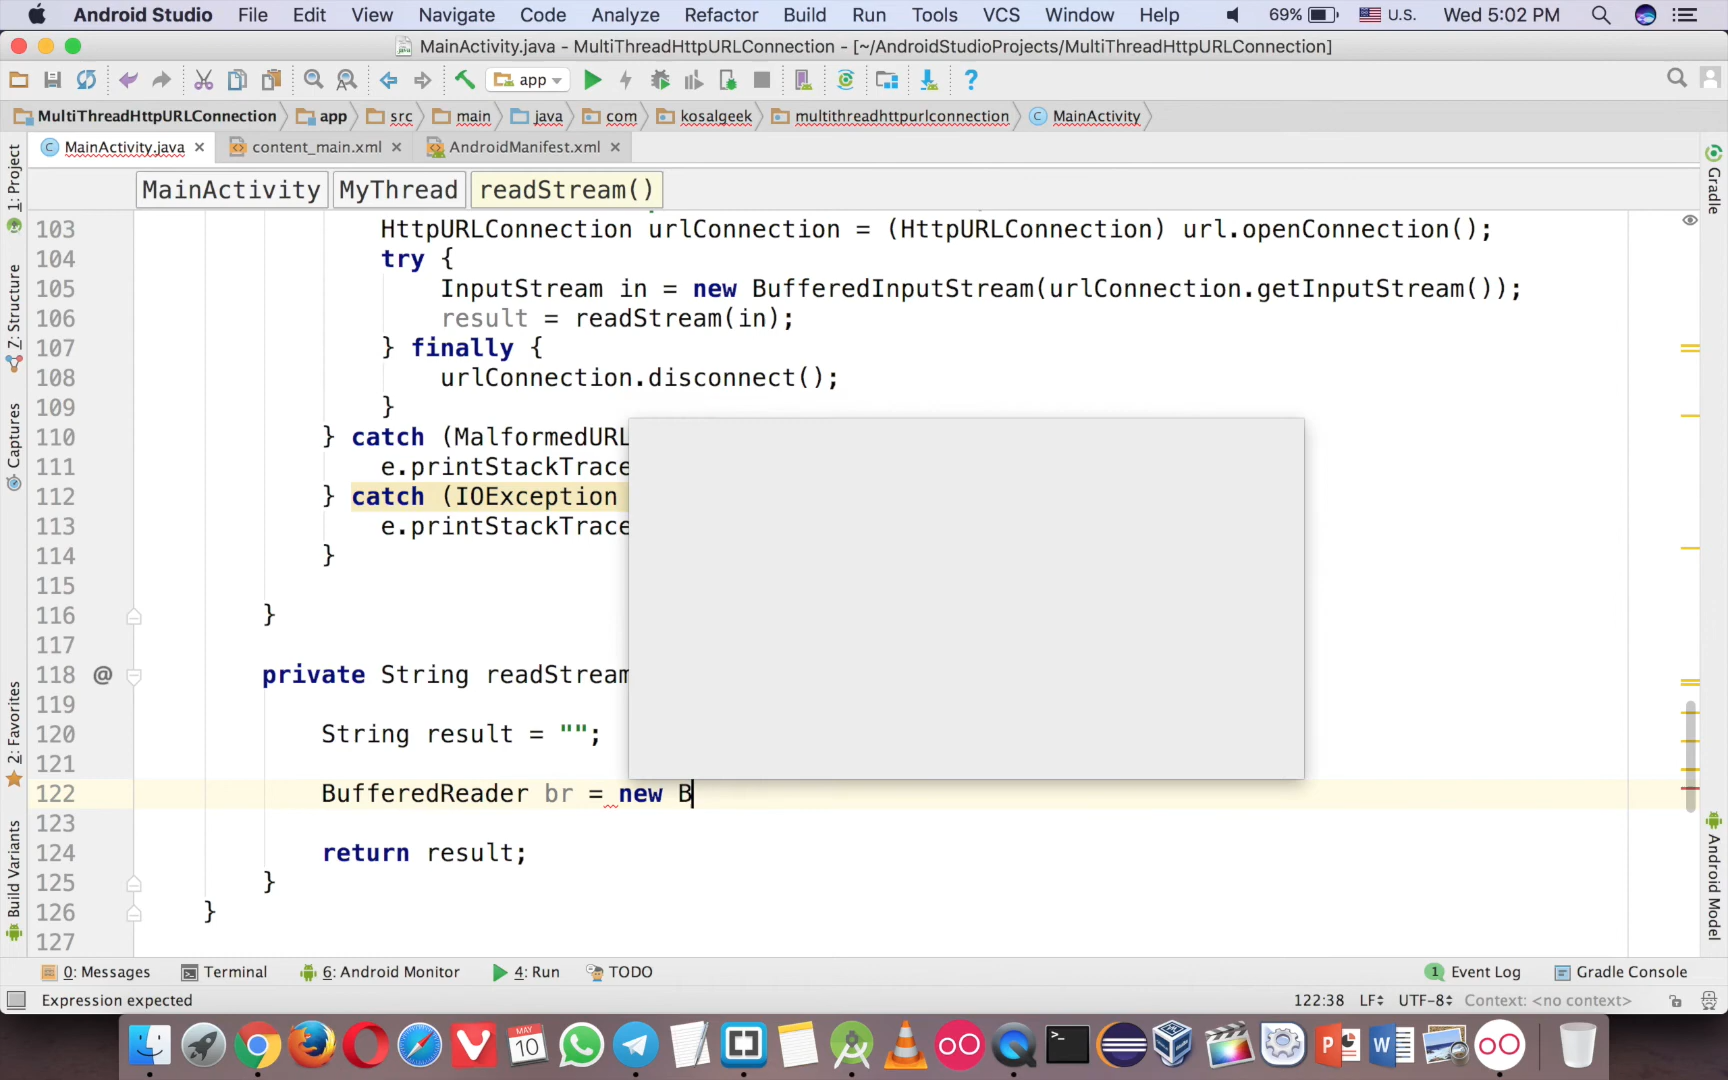 Android Studio File Edit View Navigate Code Analyze Refactor Build Run Tools VCS Window Help 69% U.S. Wed 5:02 PM
MainActivity.java - MultiThreadHttpURLConnection - [~/AndroidStudioProjects/MultiThreadHttpURLConnection]
app
MultiThreadHttpURLConnection app src main java com kosalgeek multithreadhttpurlconnection MainActivity
MainActivity.java content_main.xml AndroidManifest.xml
MainActivity MyThread readStream()
1: Project
7: Structure
Captures
2: Favorites
Build Variants
103 HttpURLConnection urlConnection = (HttpURLConnection) url.openConnection();
104 try {
105 InputStream in = new BufferedInputStream(urlConnection.getInputStream());
106 result = readStream(in);
107 } finally {
108 urlConnection.disconnect();
109 }
110 } catch (MalformedURL
111 e.printStackTrace
112 } catch (IOException
113 e.printStackTrace
114 }
115
116 }
117
118 @ private String readStream
119
120 String result = "";
121
122 BufferedReader br = new B
123
124 return result;
125 }
126 }
127
Gradle
Android Model
0: Messages Terminal 6: Android Monitor 4: Run TODO 1 Event Log Gradle Console
Expression expected 122:38 LF UTF-8 Context: <no context>
MAY
10
P
W